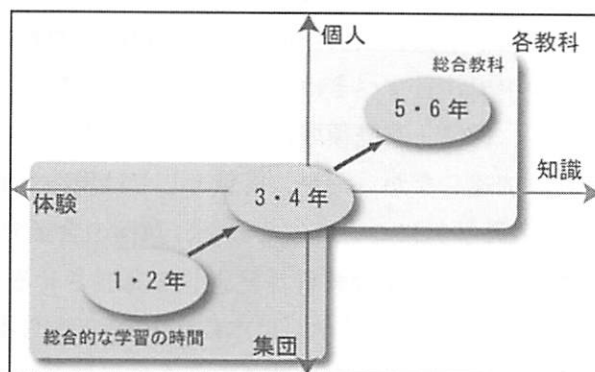 個人
各教科
総合教科
5・6年
知識
体験
3・4年
1・2年
総合的な学習の時間
集団